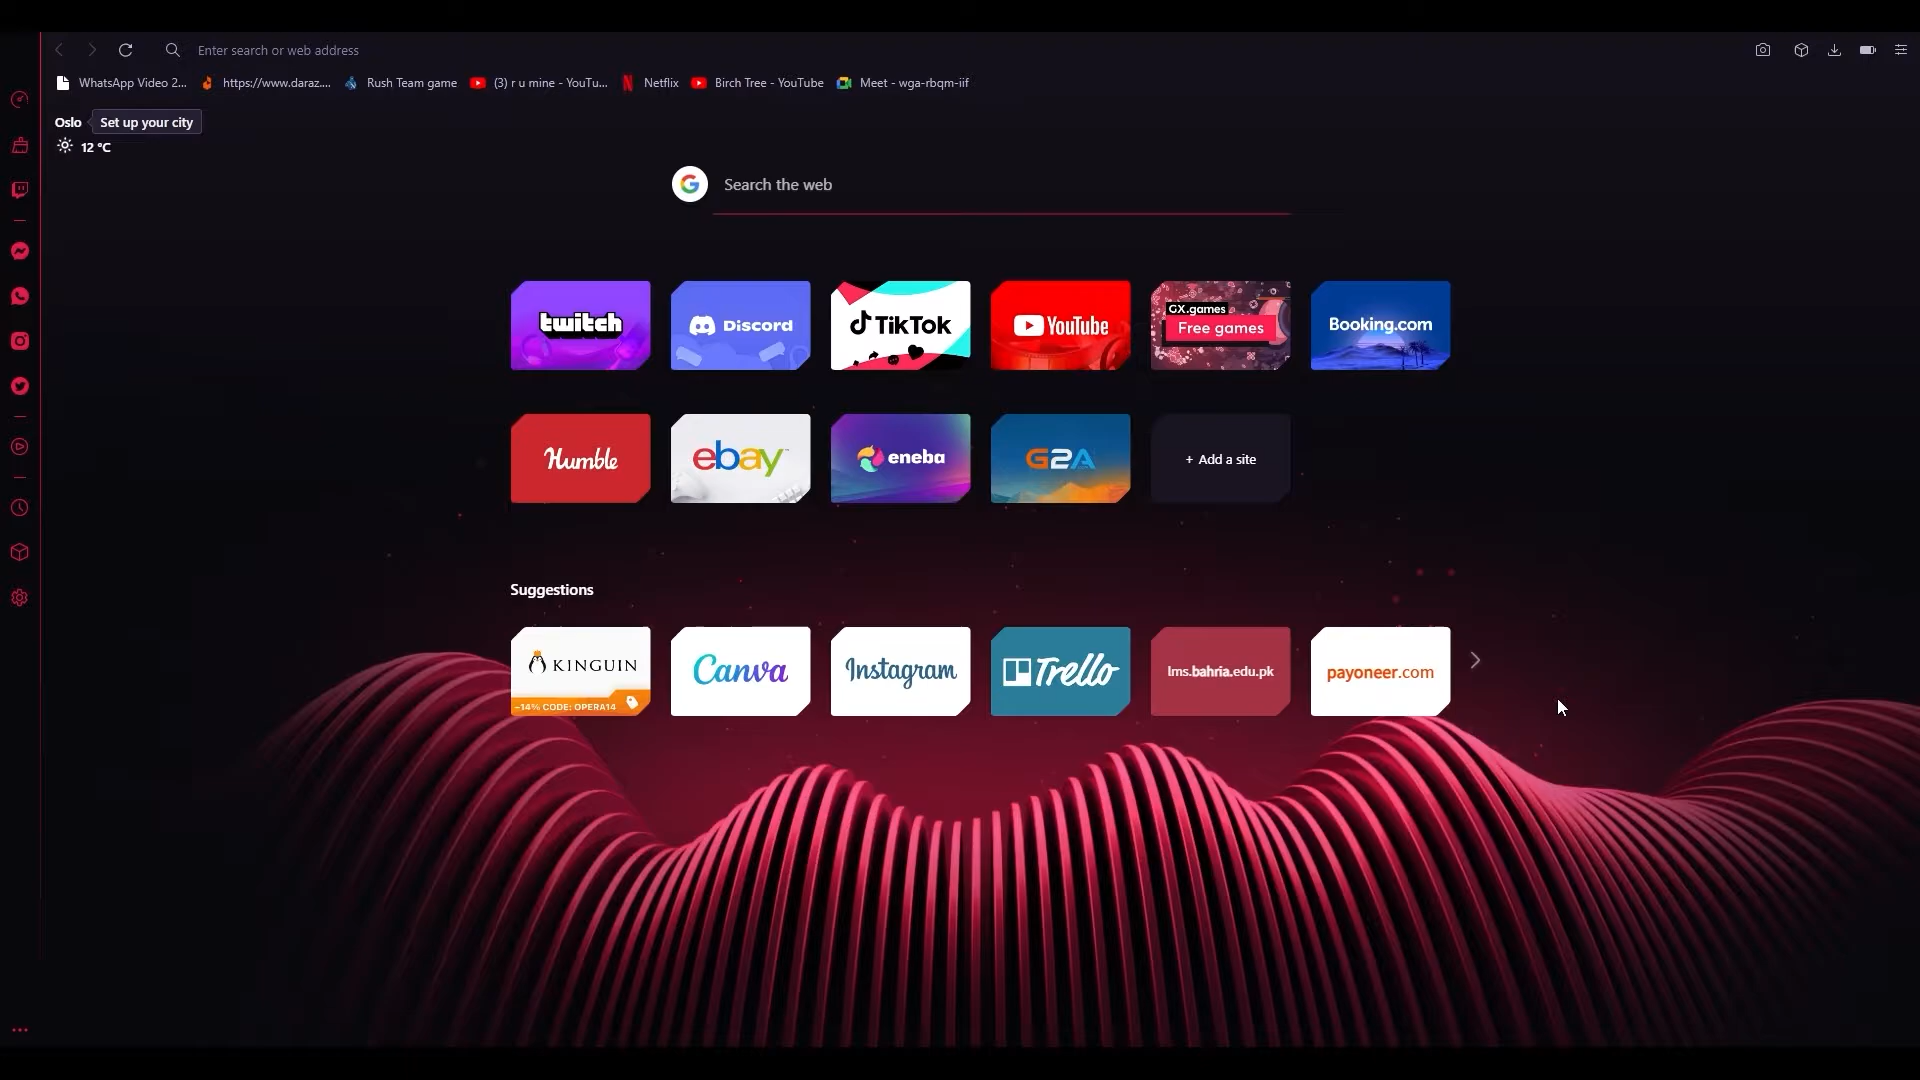 Enter search or web address
WhatsApp Video 2... https://www.daraz.... Rush Team game (3) r u mine - YouTu... Netflix Birch Tree - YouTube Meet - wga-rbqm-iif
Oslo Set up your city
12 °C
Search the web
twitch Discord TikTok YouTube GX.games Free games Booking.com
Humble ebay eneba G2A + Add a site
Suggestions
KINGUIN Canva Instagram Trello lms.bahria.edu.pk payoneer.com
-14% CODE: OPERA14